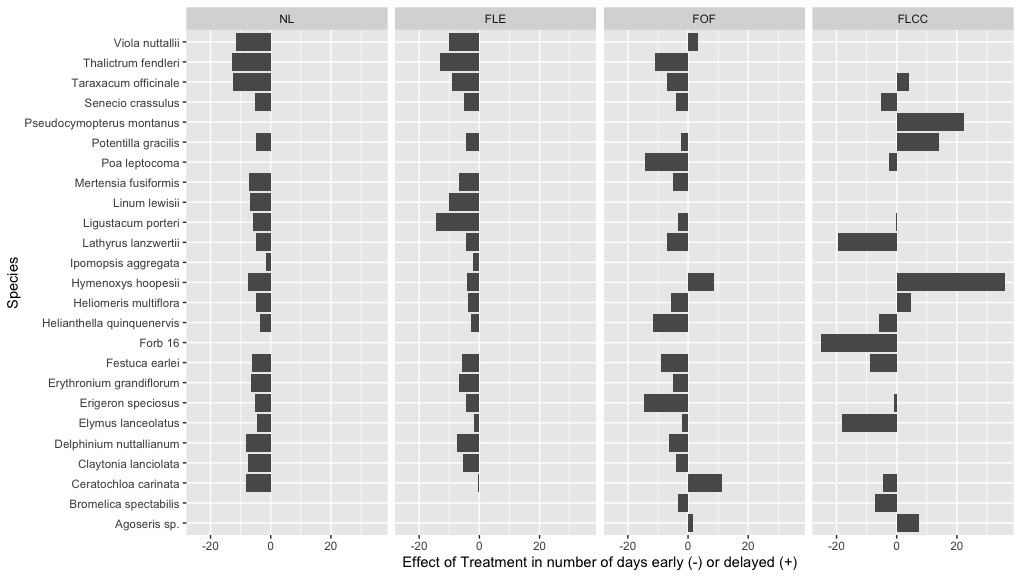 NL FLE FOF FLCC
Species
Viola nuttallii
Thalictrum fendleri
Taraxacum officinale
Senecio crassulus
Pseudocymopterus montanus
Potentilla gracilis
Poa leptocoma
Mertensia fusiformis
Linum lewisii
Ligustacum porteri
Lathyrus lanzwertii
Ipomopsis aggregata
Hymenoxys hoopesii
Heliomeris multiflora
Helianthella quinquenervis
Forb 16
Festuca earlei
Erythronium grandiflorum
Erigeron speciosus
Elymus lanceolatus
Delphinium nuttallianum
Claytonia lanciolata
Ceratochloa carinata
Bromelica spectabilis
Agoseris sp.
-20 0 20 -20 0 20 -20 0 20 -20 0 20
Effect of Treatment in number of days early (-) or delayed (+)